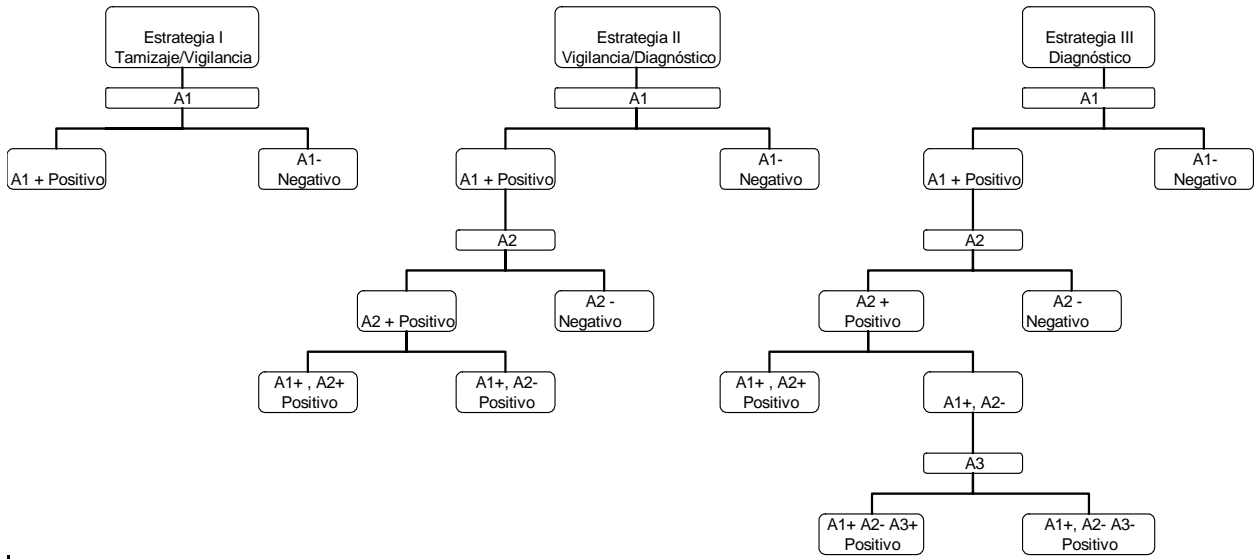 Estrategia I
Tamizaje/Vigilancia
A1
A1 + Positivo
A1-
Negativo
Estrategia II
Vigilancia/Diagnóstico
A1
A1 + Positivo
A1-
Negativo
A2
A2 + Positivo
A2 -
Negativo
A1+ , A2+
Positivo
A1+, A2-
Positivo
Estrategia III
Diagnóstico
A1
A1 + Positivo
A1-
Negativo
A2
A2 +
Positivo
A2 -
Negativo
A1+ , A2+
Positivo
A1+, A2-
A3
A1+ A2- A3+
Positivo
A1+, A2- A3-
Positivo